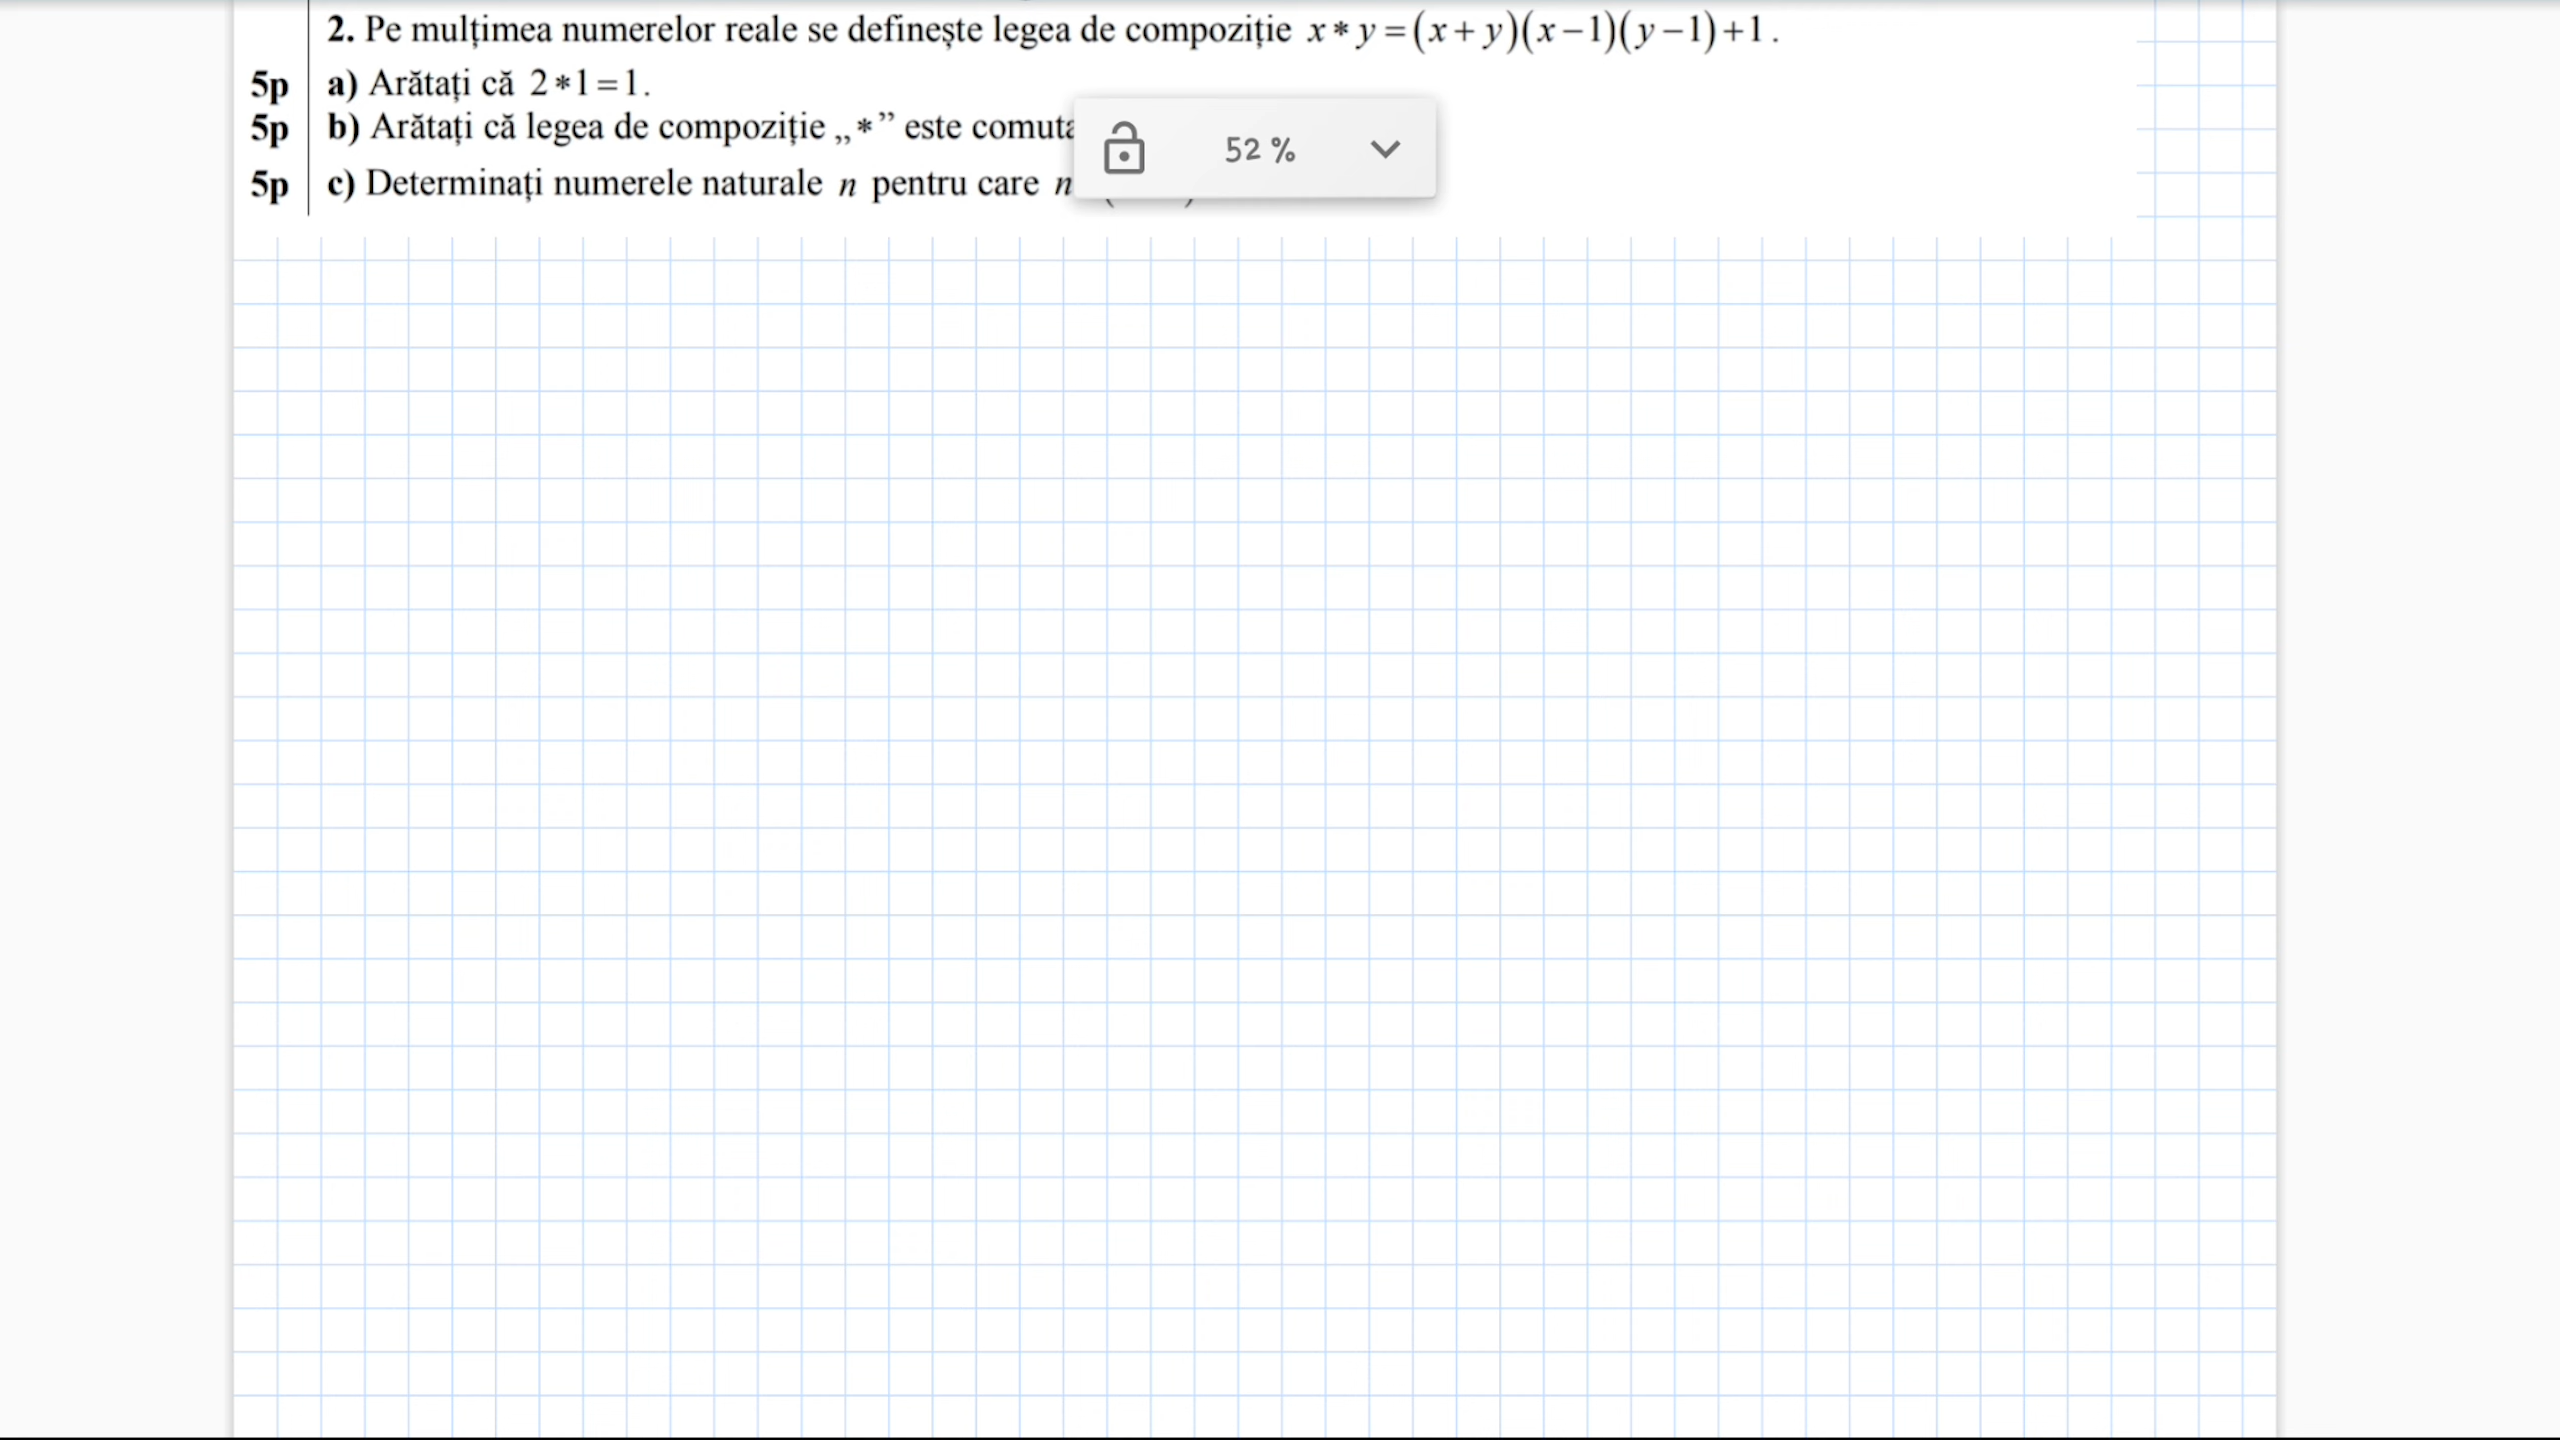 2. Pe mulțimea numerelor reale se definește legea de compoziție x*y=(x+y)(x−1)(y−1)+1.
5p a) Arătați că 2*1=1.
5p b) Arătați că legea de compoziție „*” este comuta
5p c) Determinați numerele naturale n pentru care n
52 %